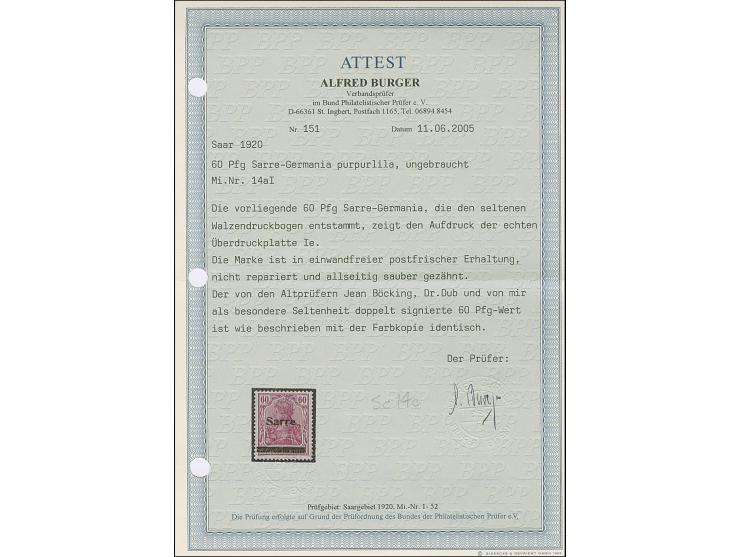 ATTEST
ALFRED BURGER
Verbandsprüfer
im Bund Philatelistischer Prüfer e. V.
D-66361 St. Ingbert, Postfach 1165, Tel. 06894 8454
Nr. 151 Datum 11.06.2005
Saar 1920
60 Pfg Sarre-Germania purpurlila, ungebraucht
Mi.Nr. 14aI
Die vorliegende 60 Pfg Sarre-Germania, die den seltenen
Walzendruckbogen entstammt, zeigt den Aufdruck der echten
Überdruckplatte Ie.
Die Marke ist in einwandfreier postfrischer Erhaltung,
nicht repariert und allseitig sauber gezähnt.
Der von den Altprüfern Jean Böcking, Dr.Dub und von mir
als besondere Seltenheit doppelt signierte 60 Pfg-Wert
ist wie beschrieben mit der Farbkopie identisch.
Der Prüfer:
60 60
Sarre
Prüfgebiet: Saargebiet 1920, Mi.-Nr. 1- 52
Die Prüfung erfolgte auf Grund der Prüfordnung des Bundes der Philatelistischen Prüfer e.V.